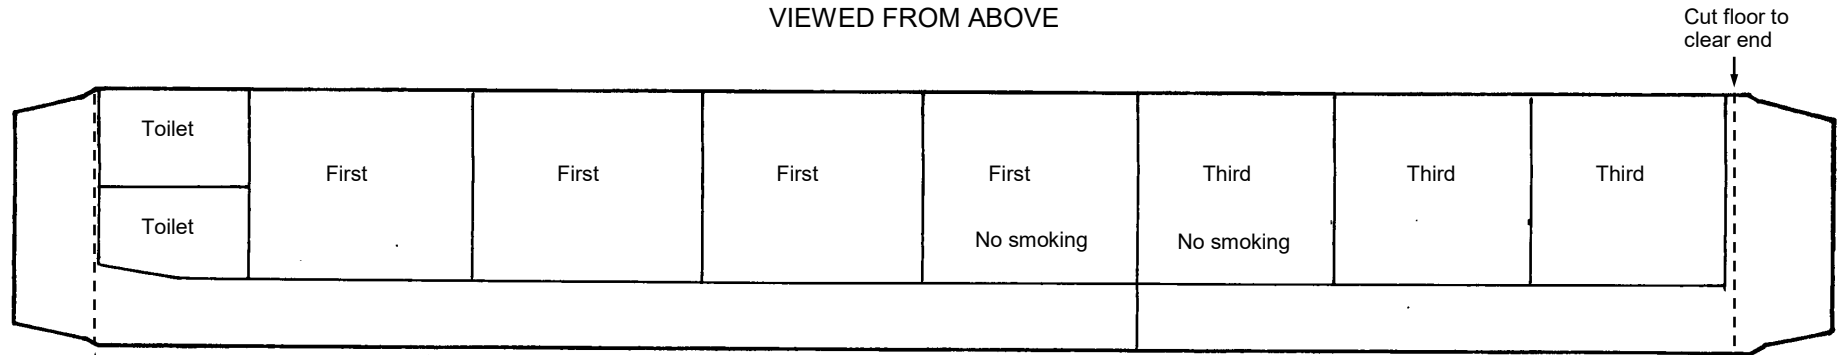 VIEWED FROM ABOVE
Cut floor to
clear end
Toilet
First
First
First
First
Third
Third
Third
Toilet
No smoking
No smoking